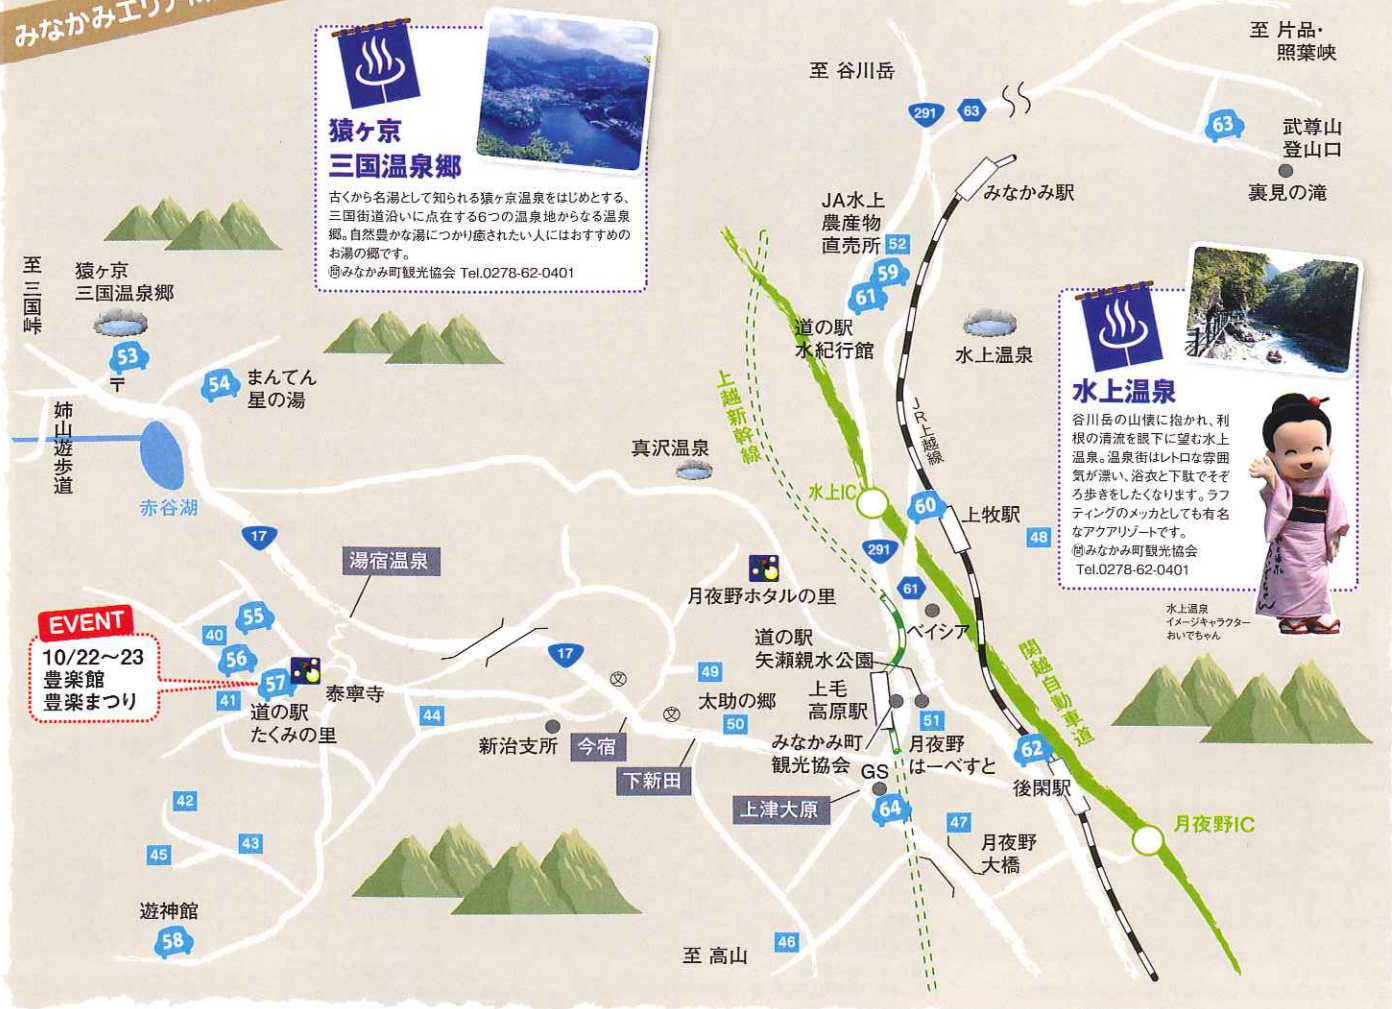 みなかみエリア
猿ヶ京
三国温泉郷
古くから名湯として知られる猿ヶ京温泉をはじめとする、
三国街道沿いに点在する6つの温泉地からなる温泉
郷。自然豊かな湯につかり癒されたい人にはおすすめの
お湯の郷です。
問みなかみ町観光協会 Tel.0278-62-0401
至 谷川岳
291
63
至 片品・
照葉峡
63
武尊山
登山口
裏見の滝
みなかみ駅
JA水上
農産物
直売所
52
59
61
道の駅
水紀行館
水上温泉
水上温泉
谷川岳の山懐に抱かれ、利
根の清流を眼下に望む水上
温泉。温泉街はレトロな雰囲
気が漂い、浴衣と下駄でそぞ
ろ歩きをしたくなります。ラフ
ティングのメッカとしても有名
なアクアリゾートです。
問みなかみ町観光協会
Tel.0278-62-0401
水上温泉
イメージキャラクター
おいでちゃん
至 三国峠
猿ヶ京
三国温泉郷
53
〒
54
まんてん
星の湯
姉山遊歩道
赤谷湖
17
上越新幹線
JR上越線
真沢温泉
水上IC
60
上牧駅
48
291
61
ベイシア
湯宿温泉
月夜野ホタルの里
EVENT
10/22〜23
豊楽館
豊楽まつり
55
40
56
57
41
道の駅
たくみの里
泰寧寺
44
17
文
文
49
太助の郷
50
新治支所
今宿
下新田
道の駅
矢瀬親水公園
上毛
高原駅
51
みなかみ町
観光協会
月夜野
はーべすと
GS
上津大原
64
関越自動車道
62
後閑駅
月夜野IC
47
月夜野
大橋
42
43
45
遊神館
58
至 高山
46